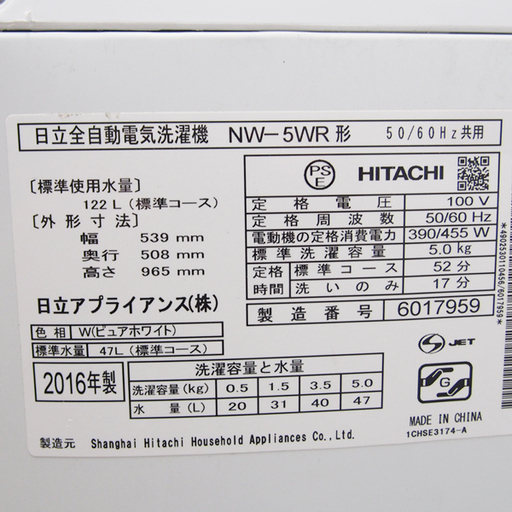 日立全自動電気洗濯機 NW-5WR 形 50/60Hz共用
〔標準使用水量〕
122 L (標準コース)
〔外形寸法〕
幅 539 mm
奥行 508 mm
高さ 965 mm
日立アプライアンス(株)
色相 W(ピュアホワイト)
標準水量 47L (標準コース)
PS
E
HITACHI
定格電圧 100 V
定格周波数 50/60 Hz
電動機の定格消費電力 390/455 W
標準洗濯容量 5.0 kg
定格 標準コース 52分
時間 洗いのみ 17分
製造番号 6017959
*4902530110456/6017959*
2016年製
洗濯容量と水量
洗濯容量(kg) 0.5 1.5 3.5 5.0
水量(L) 20 31 40 47
S JET
G
MADE IN CHINA
1CHSE3174-A
製造元 Shanghai Hitachi Household Appliances Co.,Ltd.